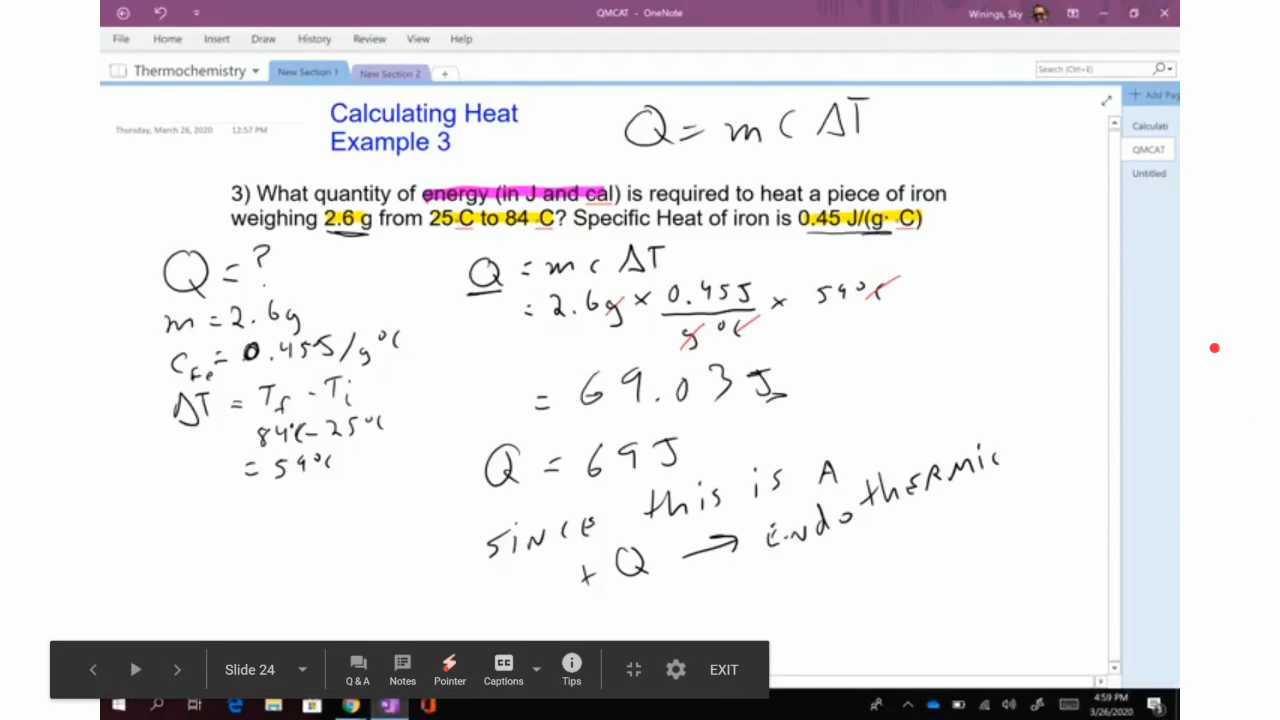 QMCAT - OneNote
Winings, Sky
File Home Insert Draw History Review View Help
Thermochemistry New Section 1 New Section 2 +
Search (Ctrl+E)
Add Pag
Calculati
QMCAT
Untitled
Thursday, March 26, 2020 12:57 PM
Calculating Heat
Example 3
Q = m C ΔT
3) What quantity of energy (in J and cal) is required to heat a piece of iron
weighing 2.6 g from 25·C to 84 ·C? Specific Heat of iron is 0.45 J/(g· ·C)
Q = ?
m = 2.6g
CFe = 0.45J/g°C
ΔT = Tf - Ti
84°C - 25°C
= 59°C
Q = m c ΔT
= 2.6g × 0.45J / g °C × 59°C
= 69.03 J
Q = 69J
SINCE this is A
+ Q → ENdothERMiC
Slide 24
Q & A Notes Pointer Captions Tips EXIT
4:59 PM
3/26/2020